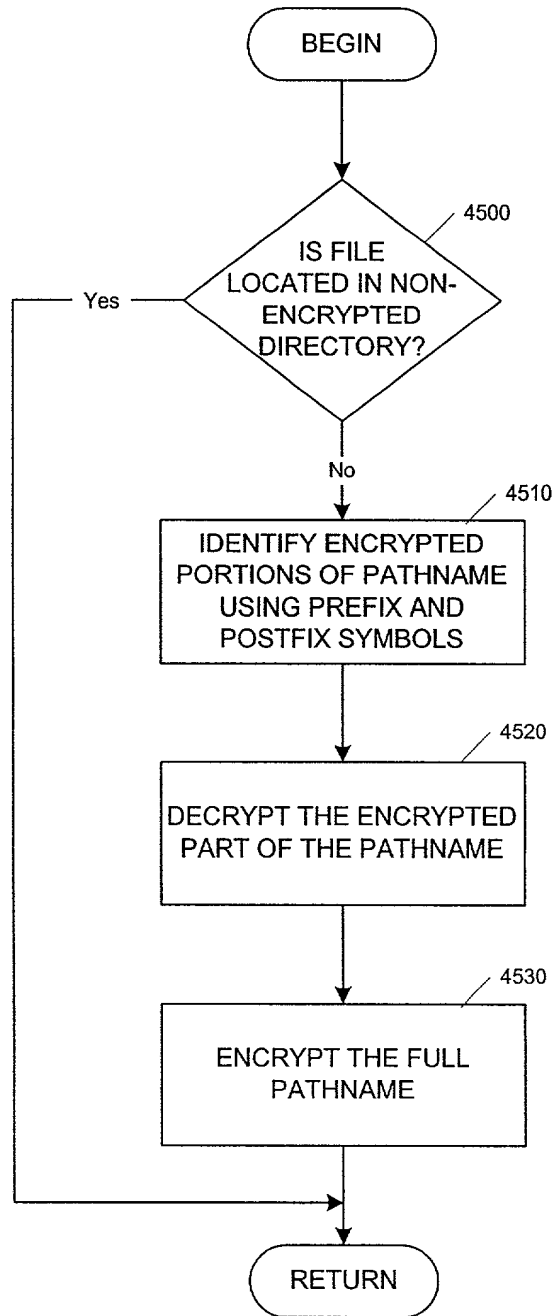 BEGIN
4500
IS FILE
LOCATED IN NON-
ENCRYPTED
DIRECTORY?
Yes
No
4510
IDENTIFY ENCRYPTED
PORTIONS OF PATHNAME
USING PREFIX AND
POSTFIX SYMBOLS
4520
DECRYPT THE ENCRYPTED
PART OF THE PATHNAME
4530
ENCRYPT THE FULL
PATHNAME
RETURN